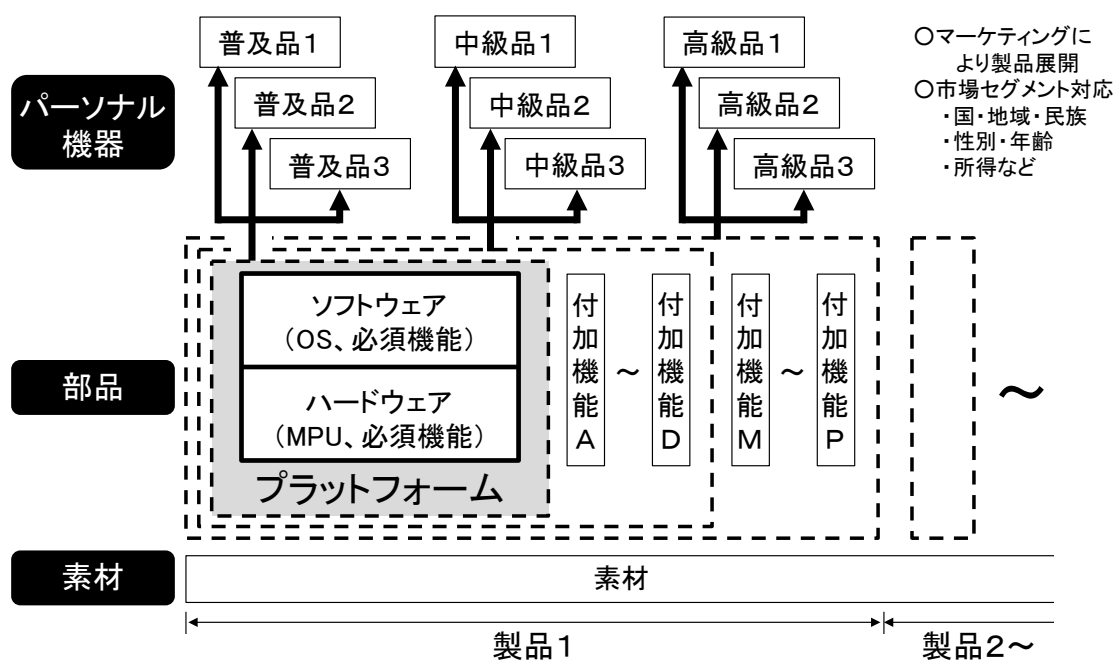 普及品1
中級品1
高級品1
普及品2
中級品2
高級品2
普及品3
中級品3
高級品3
○マーケティングに
より製品展開
○市場セグメント対応
・国・地域・民族
・性別・年齢
・所得など
パーソナル
機器
部品
ソフトウェア
(OS、必須機能)
ハードウェア
(MPU、必須機能)
プラットフォーム
付加機能A
~
付加機能D
付加機能M
~
付加機能P
~
素材
素材
製品1
製品2~